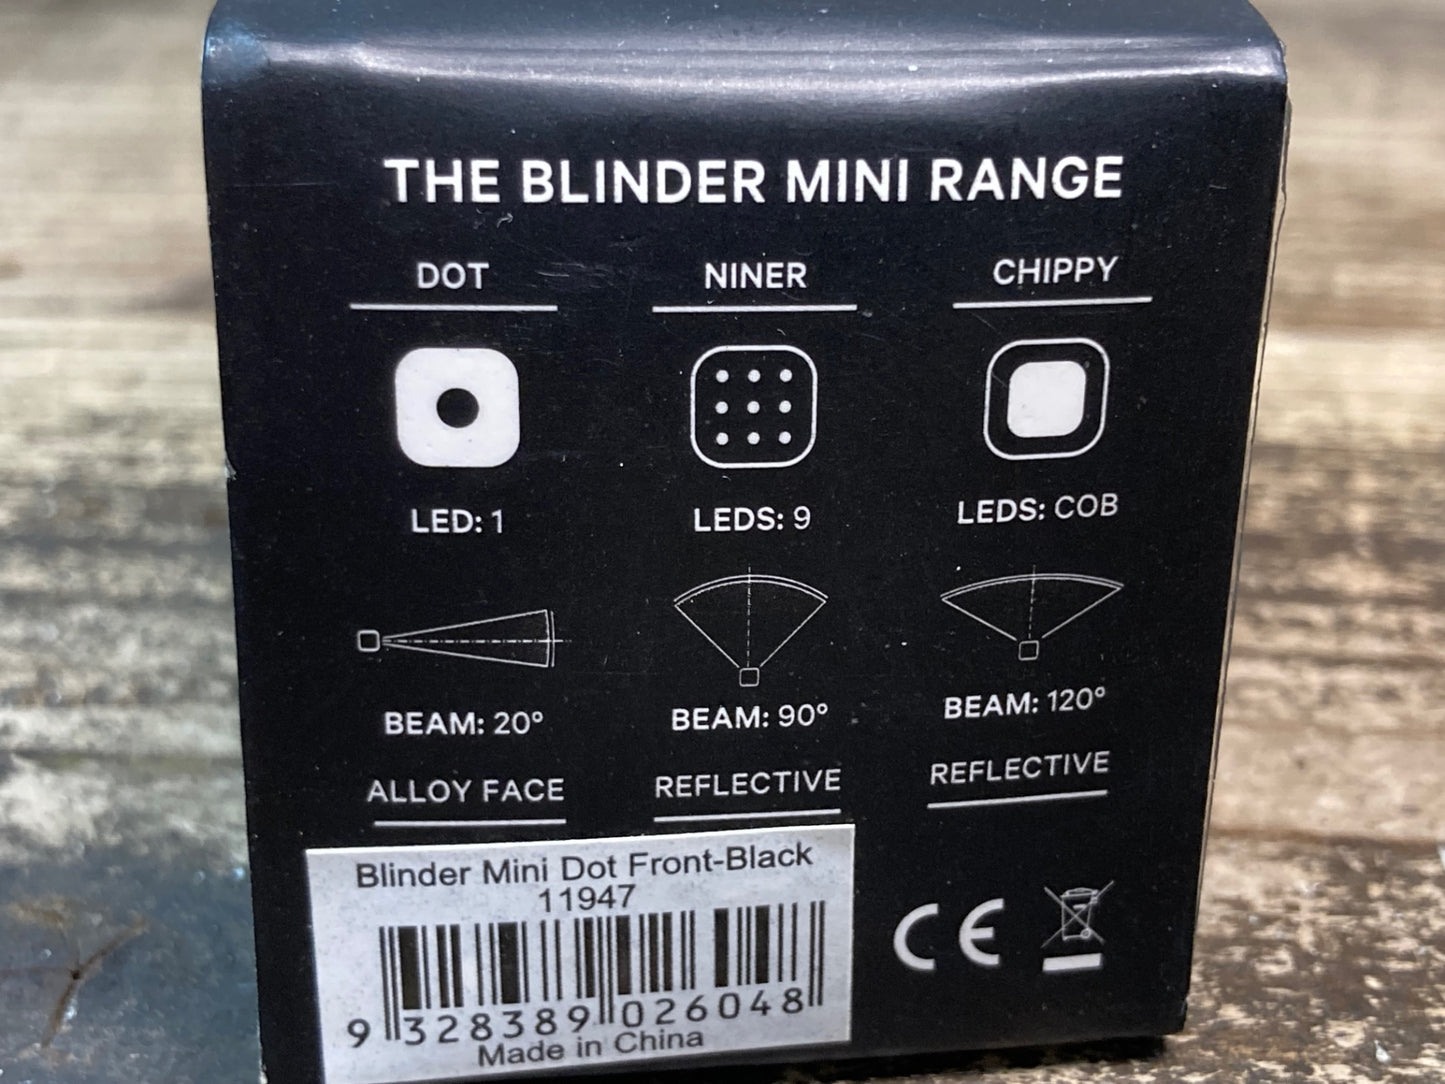 THE BLINDER MINI RANGE
DOT NINER CHIPPY
LED: 1 LEDS: 9 LEDS: COB
BEAM: 20° BEAM: 90° BEAM: 120°
ALLOY FACE REFLECTIVE REFLECTIVE
Blinder Mini Dot Front-Black
11947
9 328389 026048
Made in China
CE